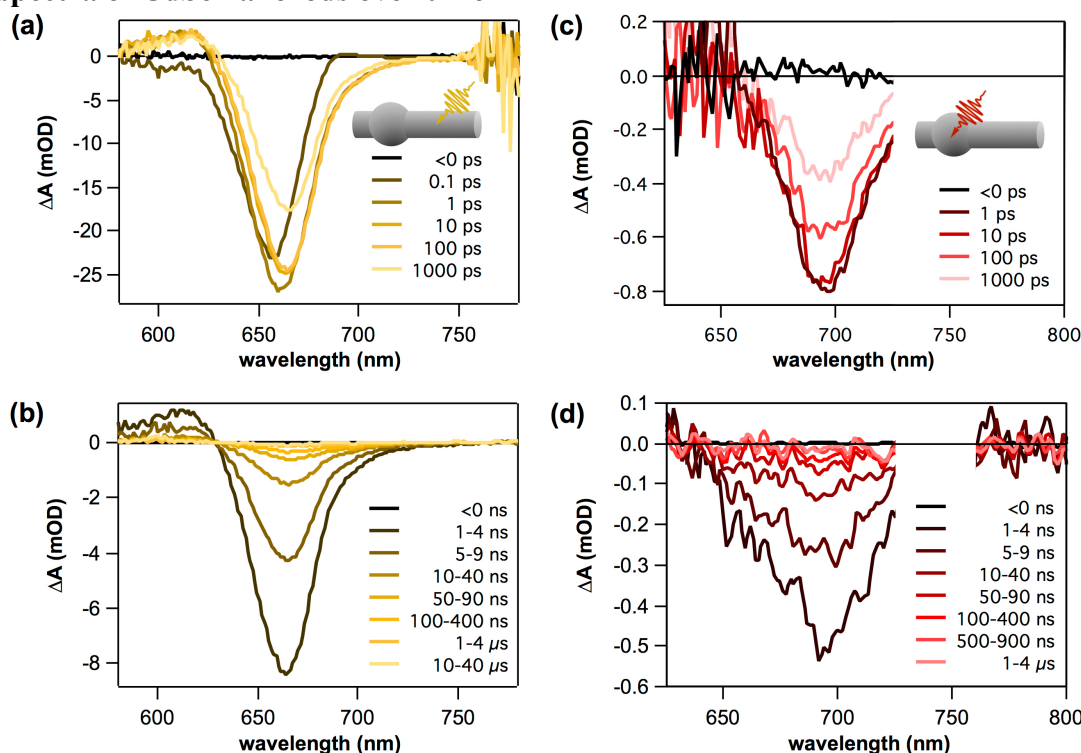 (a)
0
-5
-10
-15
-20
-25
ΔA (mOD)
<0 ps
0.1 ps
1 ps
10 ps
100 ps
1000 ps
600
650
700
750
wavelength (nm)
(c)
0.2
0.0
-0.2
-0.4
-0.6
-0.8
ΔA (mOD)
<0 ps
1 ps
10 ps
100 ps
1000 ps
650
700
750
800
wavelength (nm)
(b)
0
-2
-4
-6
-8
ΔA (mOD)
<0 ns
1-4 ns
5-9 ns
10-40 ns
50-90 ns
100-400 ns
1-4 µs
10-40 µs
600
650
700
750
wavelength (nm)
(d)
0.1
0.0
-0.1
-0.2
-0.3
-0.4
-0.5
-0.6
ΔA (mOD)
<0 ns
1-4 ns
5-9 ns
10-40 ns
50-90 ns
100-400 ns
500-900 ns
1-4 µs
650
700
750
800
wavelength (nm)